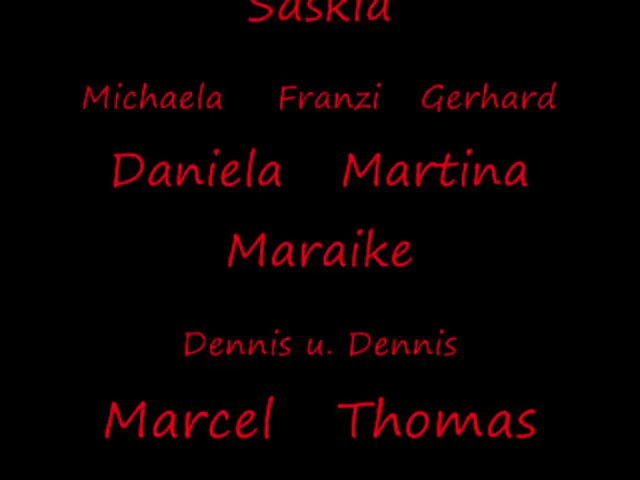 Saskia
Michaela Franzi Gerhard
Daniela Martina
Maraike
Dennis u. Dennis
Marcel Thomas